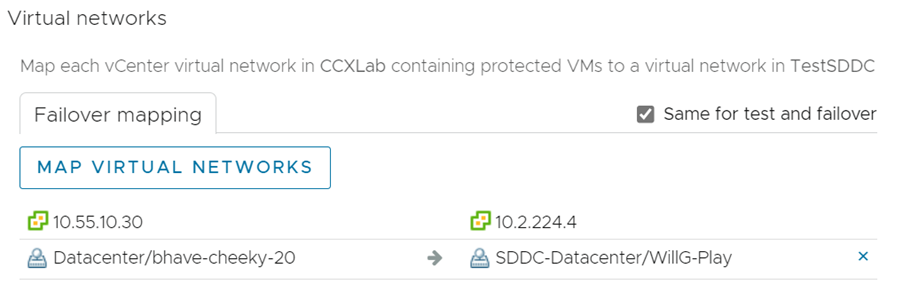 Virtual networks
Map each vCenter virtual network in CCXLab containing protected VMs to a virtual network in TestSDDC
Failover mapping
Same for test and failover
MAP VIRTUAL NETWORKS
10.55.10.30
10.2.224.4
Datacenter/bhave-cheeky-20
SDDC-Datacenter/WillG-Play